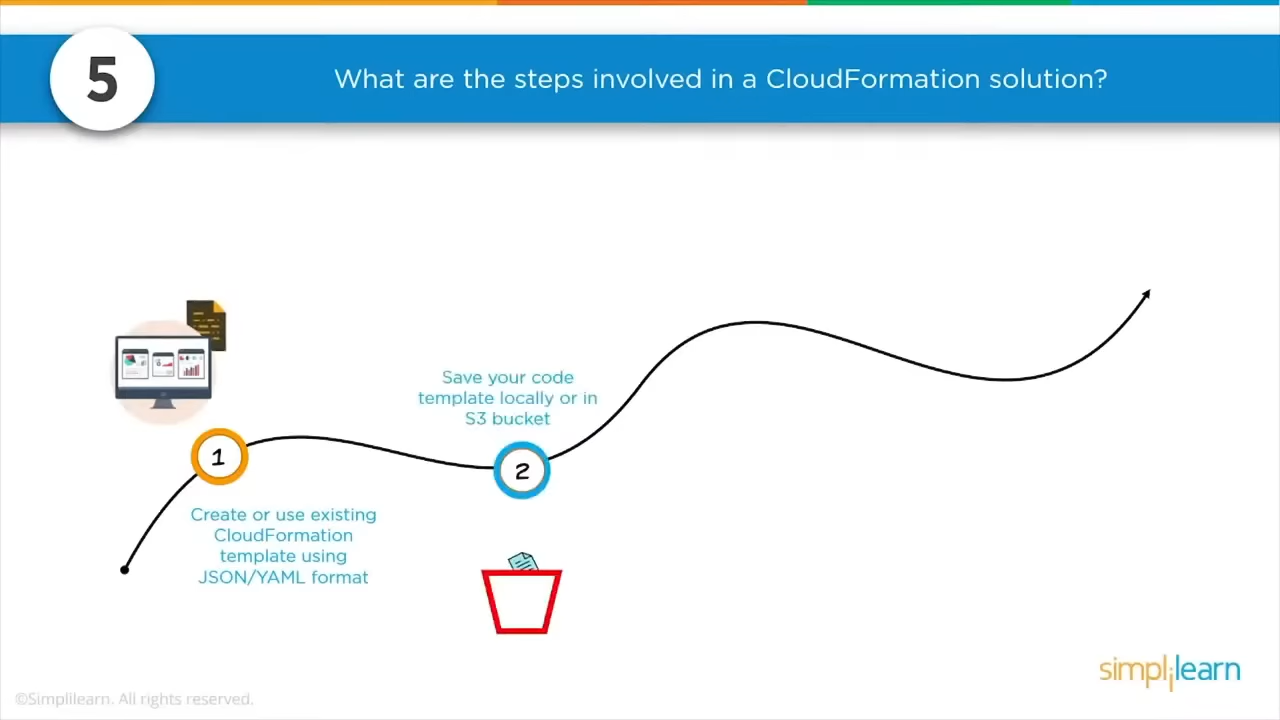 5
What are the steps involved in a CloudFormation solution?
Save your code
template locally or in
S3 bucket
1
2
Create or use existing
CloudFormation
template using
JSON/YAML format
simplilearn
©Simplilearn. All rights reserved.